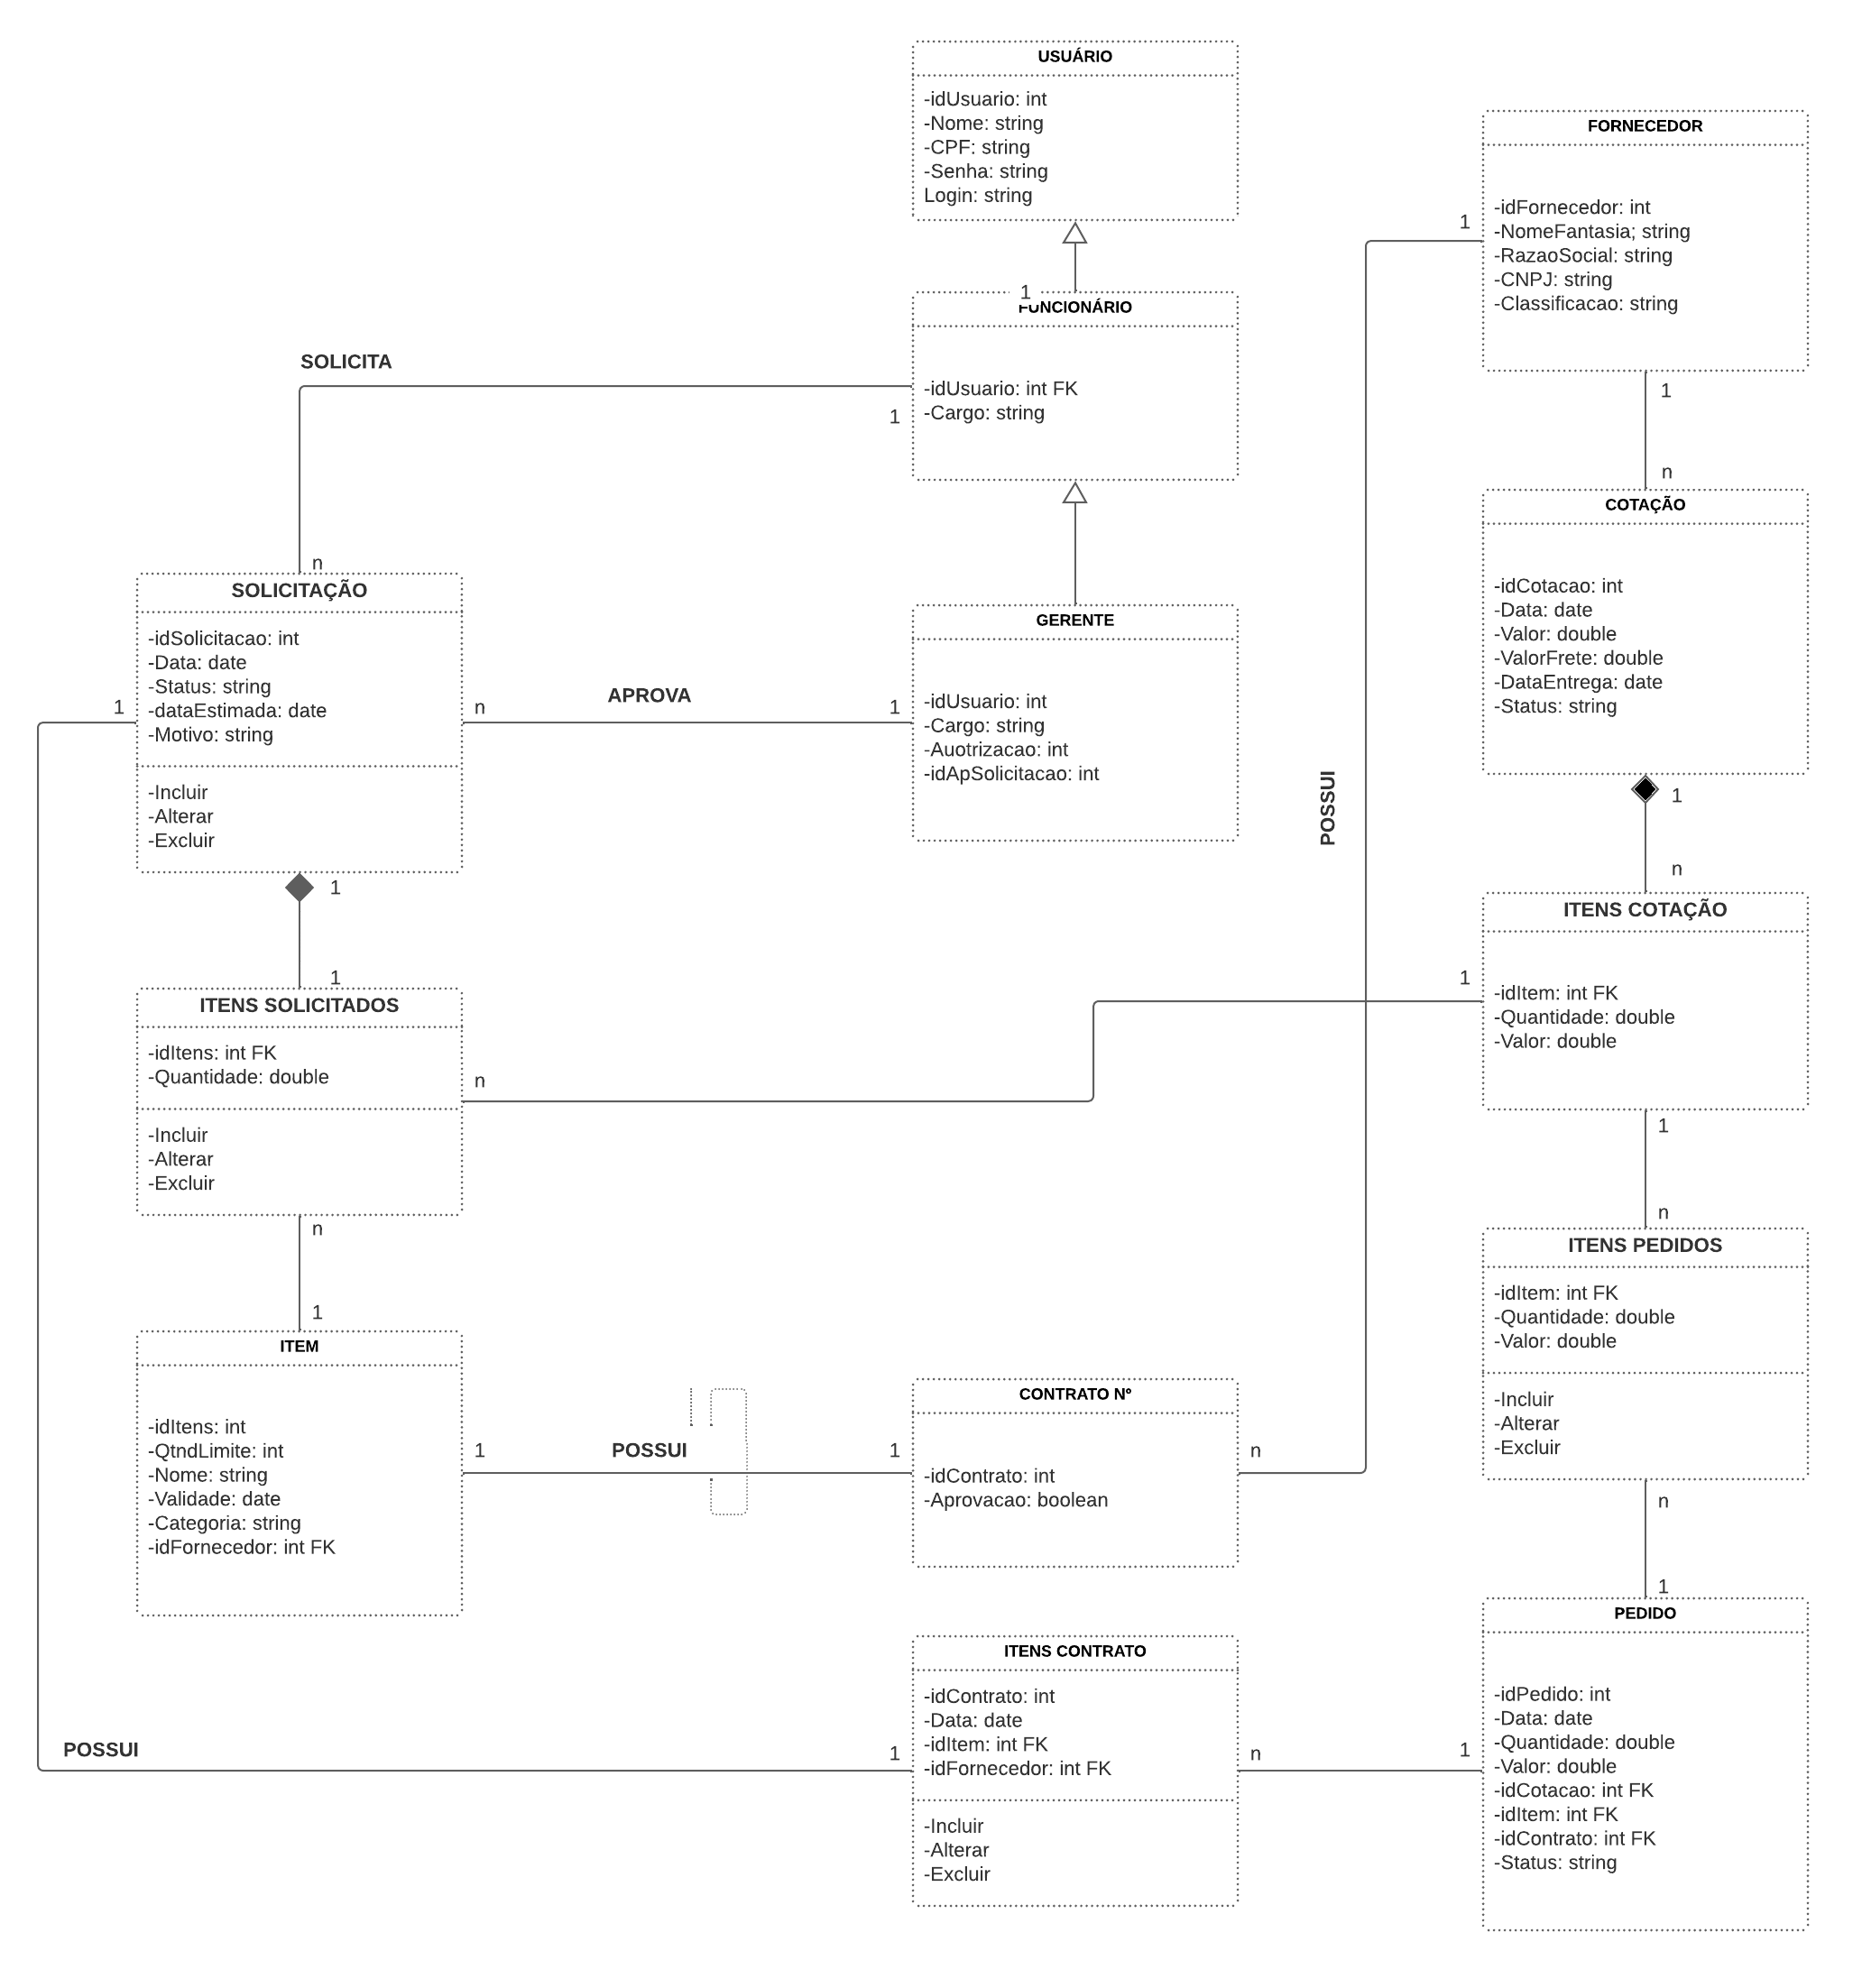 USUÁRIO
-idUsuario: int
-Nome: string
-CPF: string
-Senha: string
Login: string
1
FUNCIONÁRIO
-idUsuario: int FK
-Cargo: string
SOLICITA
1
n
GERENTE
-idUsuario: int
-Cargo: string
-Auotrizacao: int
-idApSolicitacao: int
APROVA
n
1
SOLICITAÇÃO
-idSolicitacao: int
-Data: date
-Status: string
-dataEstimada: date
-Motivo: string
-Incluir
-Alterar
-Excluir
1
1
1
ITENS SOLICITADOS
-idItens: int FK
-Quantidade: double
-Incluir
-Alterar
-Excluir
n
n
1
ITEM
-idItens: int
-QtndLimite: int
-Nome: string
-Validade: date
-Categoria: string
-idFornecedor: int FK
1
POSSUI
1
CONTRATO Nº
-idContrato: int
-Aprovacao: boolean
n
POSSUI
1
ITENS CONTRATO
-idContrato: int
-Data: date
-idItem: int FK
-idFornecedor: int FK
-Incluir
-Alterar
-Excluir
POSSUI
1
n
1
FORNECEDOR
-idFornecedor: int
-NomeFantasia; string
-RazaoSocial: string
-CNPJ: string
-Classificacao: string
1
n
COTAÇÃO
-idCotacao: int
-Data: date
-Valor: double
-ValorFrete: double
-DataEntrega: date
-Status: string
1
n
ITENS COTAÇÃO
1
-idItem: int FK
-Quantidade: double
-Valor: double
1
n
ITENS PEDIDOS
-idItem: int FK
-Quantidade: double
-Valor: double
-Incluir
-Alterar
-Excluir
n
1
PEDIDO
-idPedido: int
-Data: date
-Quantidade: double
-Valor: double
-idCotacao: int FK
-idItem: int FK
-idContrato: int FK
-Status: string